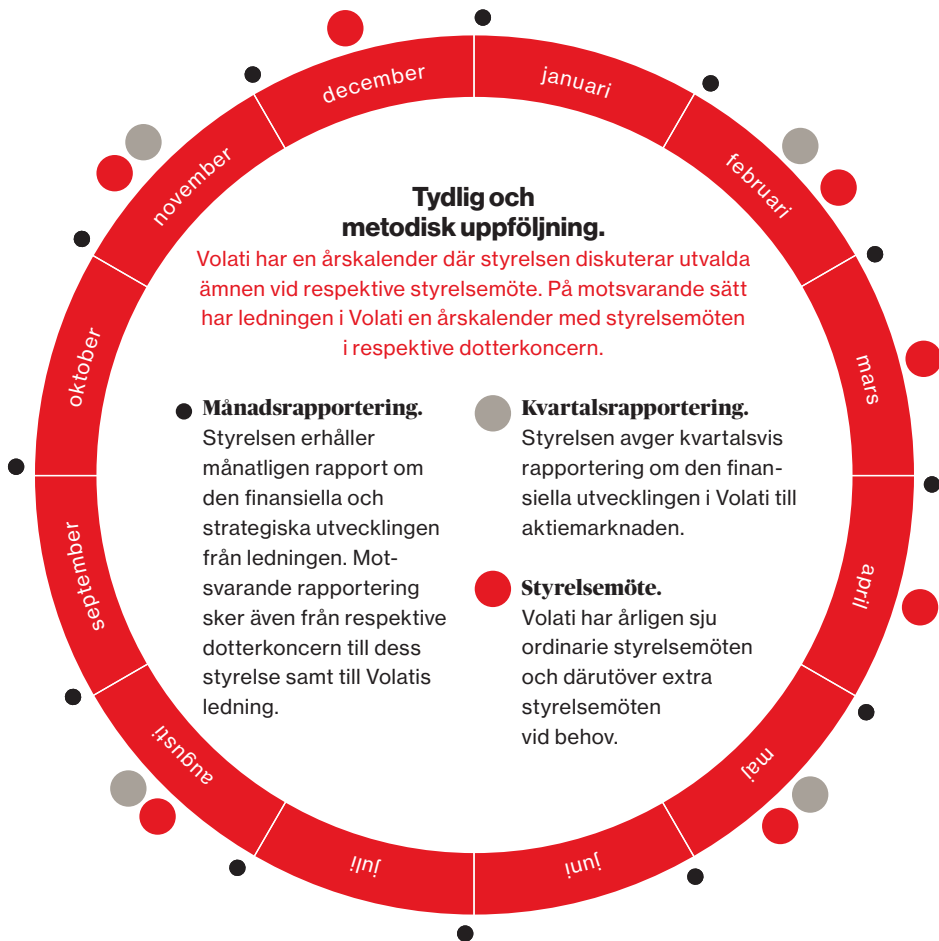 januari
februari
mars
april
maj
juni
juli
augusti
september
oktober
november
december
Tydlig och
metodisk uppföljning.
Volati har en årskalender där styrelsen diskuterar utvalda
ämnen vid respektive styrelsemöte. På motsvarande sätt
har ledningen i Volati en årskalender med styrelsemöten
i respektive dotterkoncern.
Månadsrapportering.
Styrelsen erhåller
månatligen rapport om
den finansiella och
strategiska utvecklingen
från ledningen. Mot-
svarande rapportering
sker även från respektive
dotterkoncern till dess
styrelse samt till Volatis
ledning.
Kvartalsrapportering.
Styrelsen avger kvartalsvis
rapportering om den finan-
siella utvecklingen i Volati till
aktiemarknaden.
Styrelsemöte.
Volati har årligen sju
ordinarie styrelsemöten
och därutöver extra
styrelsemöten
vid behov.